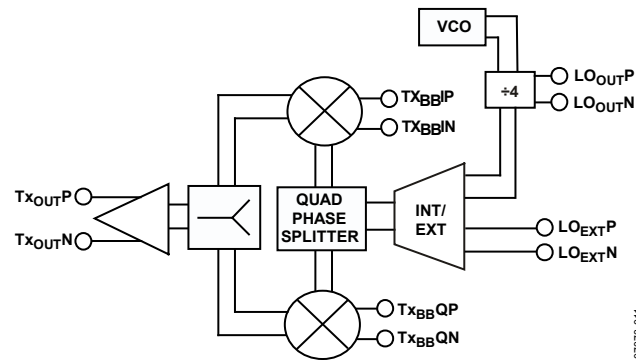 VCO
÷4
LOOUTP
LOOUTN
TXBBIP
TXBBIN
TxOUTP
TxOUTN
QUAD
PHASE
SPLITTER
INT/
EXT
LOEXTP
LOEXTN
TxBBQP
TxBBQN